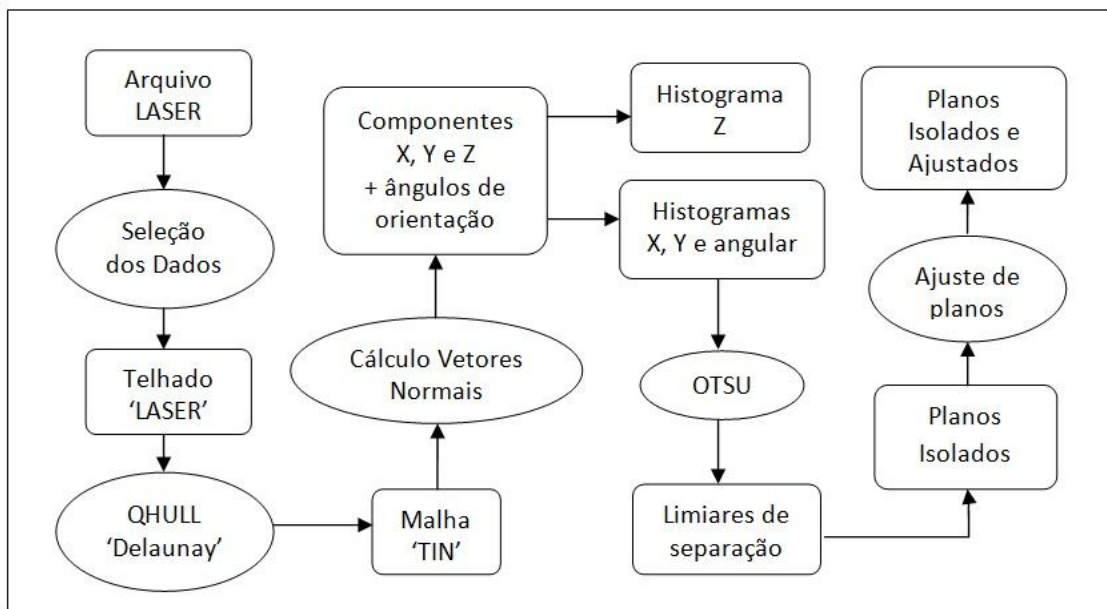 Arquivo
LASER
Seleção
dos Dados
Telhado
‘LASER’
QHULL
‘Delaunay’
Malha
‘TIN’
Cálculo Vetores
Normais
Componentes
X, Y e Z
+ ângulos de
orientação
Histograma
Z
Histogramas
X, Y e angular
OTSU
Limiares de
separação
Planos
Isolados
Ajuste de
planos
Planos
Isolados e
Ajustados